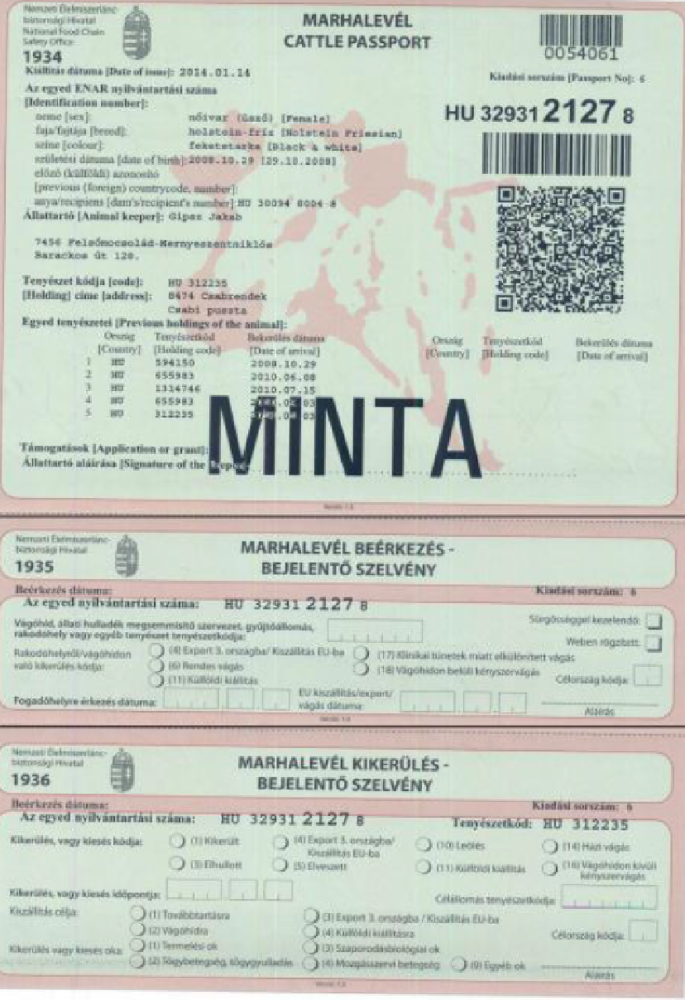 Nemzeti Élelmiszerlánc-
biztonsági Hivatal
National Food Chain
Safety Office
1934
MARHALEVÉL
CATTLE PASSPORT
0054061
Kiállítás dátuma [Date of issue]: 2014.01.14
Kiadási sorszám [Passport No]: 6
Az egyed ENAR nyilvántartási száma
[Identification number]:
HU 32931 2127 8
neme [sex]: nőivar (üsző) [Female]
faja/fajtája [breed]: holstein-fríz [Holstein Friesian]
színe [colour]: feketetarka [Black & white]
születési dátuma [date of birth]: 2008.10.29 [29.10.2008]
előző (külföldi) azonosító
[previous (foreign) countrycode, number]:
anya/recipiens [dam's/recipient's number]: HU 30094 0004 8
Állattartó [Animal keeper]: Gipsz Jakab
7456 Felsőmocsolád-Kernyeszentmiklós
Barackos út 128.
Tenyészet kódja [code]: HU 312235
[Holding] címe [address]: 8474 Csabrendek
Csabi puszta
Egyed tenyészetei [Previous holdings of the animal]:
Ország Tenyészetkód Bekerülés dátuma Ország Tenyészetkód Bekerülés dátuma
[Country] [Holding code] [Date of arrival] [Country] [Holding code] [Date of arrival]
1 HU 594150 2008.10.29
2 HU 655983 2010.06.08
3 HU 1314746 2010.07.15
4 HU 655983 03
5 HU 312235 03
MINTA
Támogatások [Application or grant]:
Állattartó aláírása [Signature of the
Nemzeti Élelmiszerlánc-
biztonsági Hivatal
1935
MARHALEVÉL BEÉRKEZÉS -
BEJELENTŐ SZELVÉNY
Beérkezés dátuma: Kiadási sorszám: 6
Az egyed nyilvántartási száma: HU 32931 2127 8
Vágóhíd, állati hulladék megsemmisítő szervezet, gyűjtőállomás,
rakodóhely vagy egyéb tenyészet tenyészetkódja:
Sürgősséggel kezelendő:
Weben rögzített:
Rakodóhelyről/vágóhídon
való kikerülés kódja:
(4) Export 3. országba/ Kiszállítás EU-ba
(6) Rendes vágás
(11) Külföldi kiállítás
(17) Klinikai tünetek miatt elkülönített vágás
(18) Vágóhídon belüli kényszervágás
Célország kódja:
Fogadóhelyre érkezés dátuma:
EU kiszállítás/export/
vágás dátuma:
Aláírás
Nemzeti Élelmiszerlánc-
biztonsági Hivatal
1936
MARHALEVÉL KIKERÜLÉS -
BEJELENTŐ SZELVÉNY
Beérkezés dátuma: Kiadási sorszám: 6
Az egyed nyilvántartási száma: HU 32931 2127 8 Tenyészetkód: HU 312235
Kikerülés, vagy kiesés kódja:
(1) Kikerült
(3) Elhullott
(4) Export 3. országba/
Kiszállítás EU-ba
(5) Elveszett
(10) Leölés
(11) Külföldi kiállítás
(14) Házi vágás
(16) Vágóhídon kívüli
kényszervágás
Kikerülés, vagy kiesés időpontja:
Célállomás tenyészetkódja:
Kiszállítás célja:
(1) Továbbtartásra
(2) Vágóhídra
(3) Export 3. országba / Kiszállítás EU-ba
(4) Külföldi kiállításra
Célország kódja:
Kikerülés vagy kiesés oka:
(1) Termelési ok
(2) Tőgybetegség, tőgygyulladás
(3) Szaporodásbiológiai ok
(4) Mozgásszervi betegség
(9) Egyéb ok
Aláírás